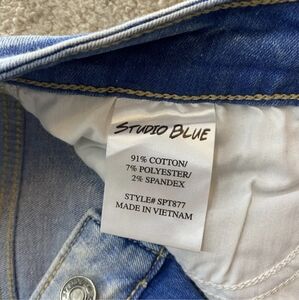 STUDIO BLUE
91% COTTON/
7% POLYESTER/
2% SPANDEX
STYLE# SPT877
MADE IN VIETNAM